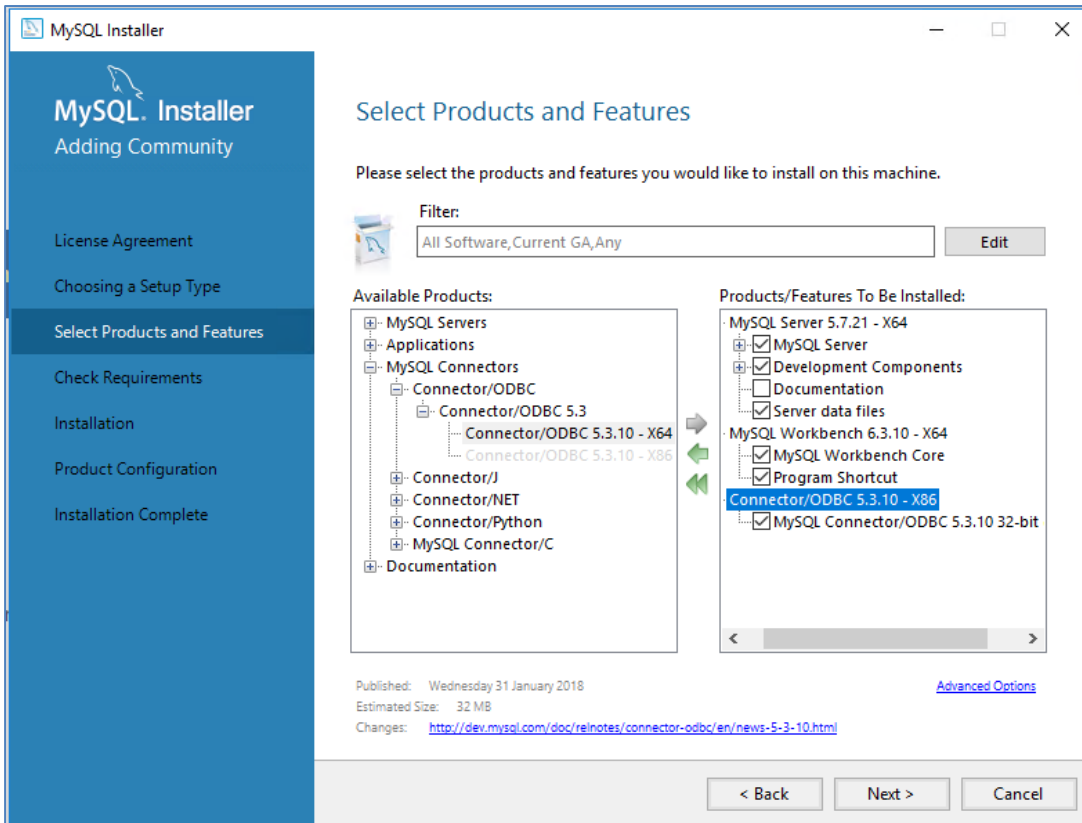 MySQL Installer
MySQL. Installer
Adding Community
License Agreement
Choosing a Setup Type
Select Products and Features
Check Requirements
Installation
Product Configuration
Installation Complete
Select Products and Features
Please select the products and features you would like to install on this machine.
Filter:
All Software,Current GA,Any
Edit
Available Products:
MySQL Servers
Applications
MySQL Connectors
Connector/ODBC
Connector/ODBC 5.3
Connector/ODBC 5.3.10 - X64
Connector/ODBC 5.3.10 - X86
Connector/J
Connector/NET
Connector/Python
MySQL Connector/C
Documentation
Products/Features To Be Installed:
MySQL Server 5.7.21 - X64
MySQL Server
Development Components
Documentation
Server data files
MySQL Workbench 6.3.10 - X64
MySQL Workbench Core
Program Shortcut
Connector/ODBC 5.3.10 - X86
MySQL Connector/ODBC 5.3.10 32-bit
Published: Wednesday 31 January 2018
Advanced Options
Estimated Size: 32 MB
Changes: http://dev.mysql.com/doc/relnotes/connector-odbc/en/news-5-3-10.html
< Back
Next >
Cancel